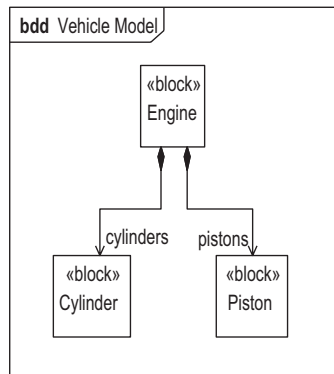 bdd Vehicle Model
«block»
Engine
cylinders
pistons
«block»
Cylinder
«block»
Piston